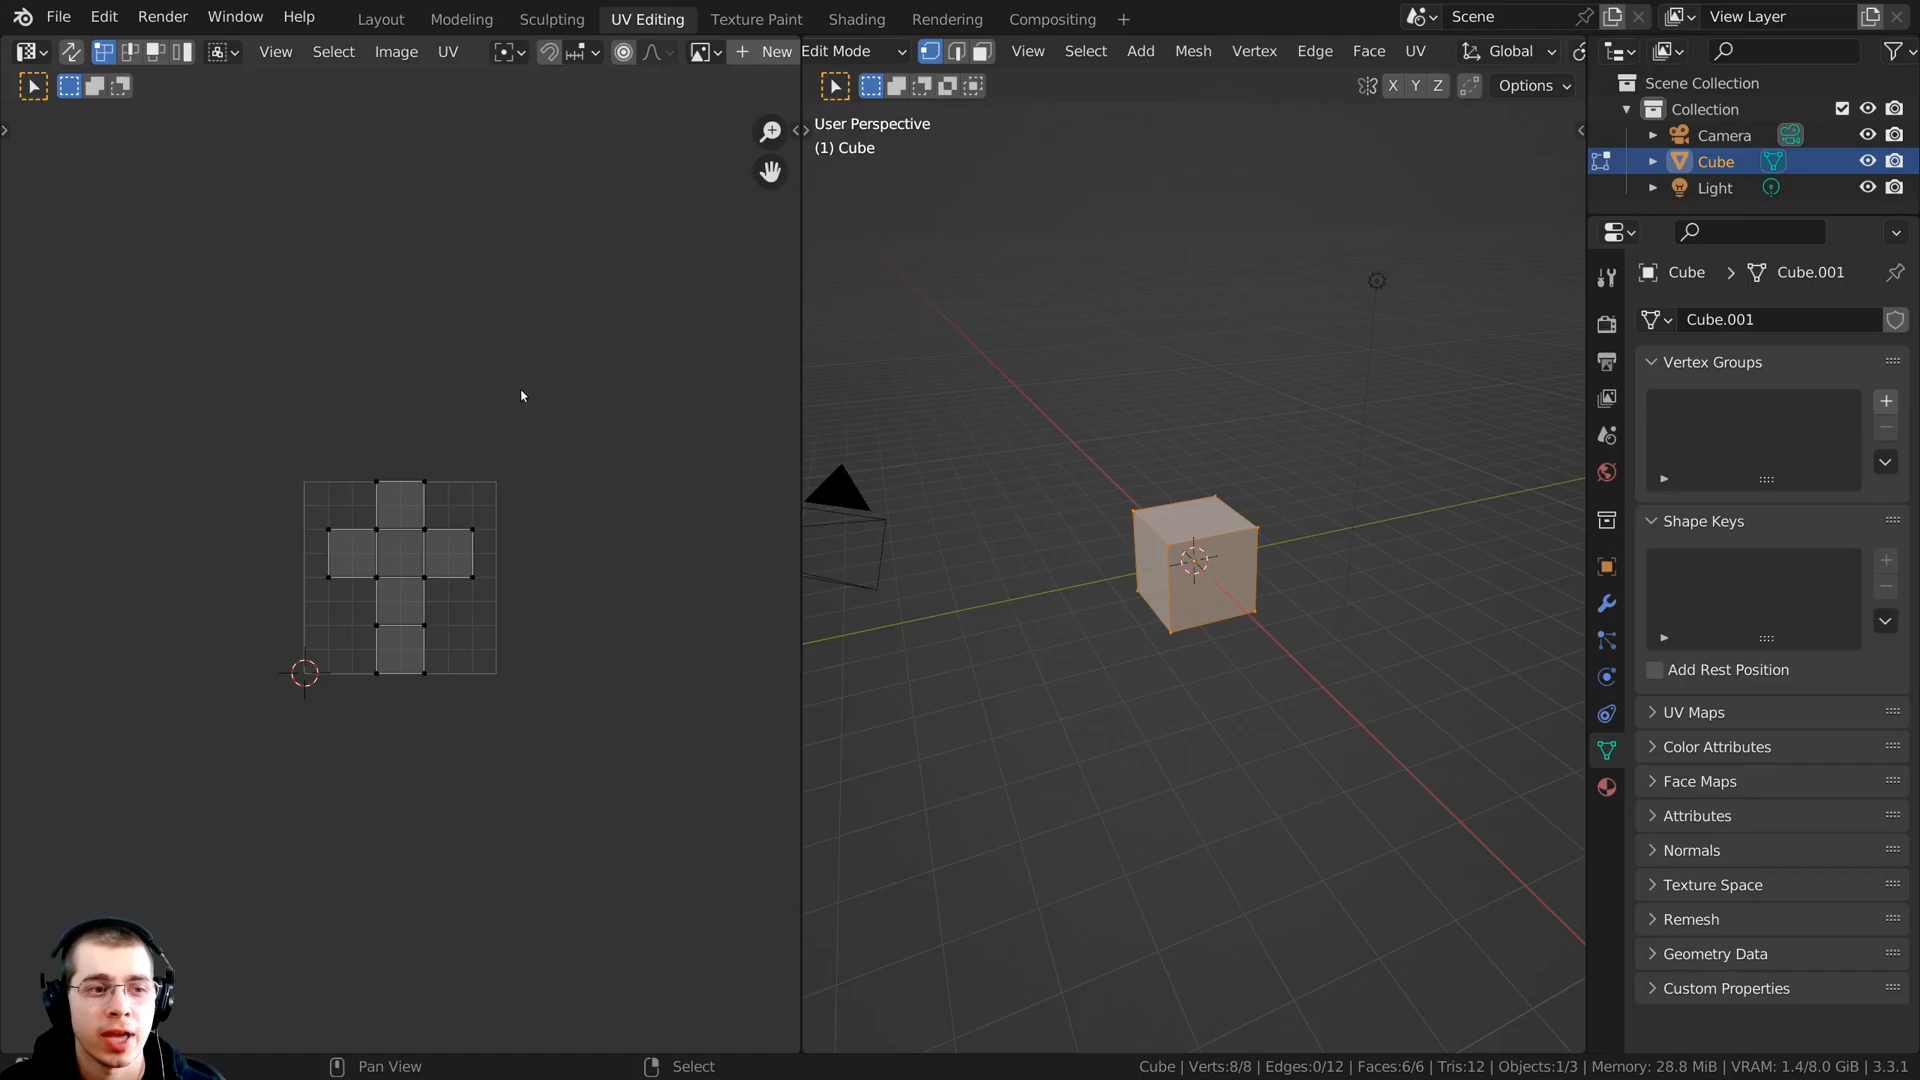 File Edit Render Window Help Layout Modeling Sculpting UV Editing Texture Paint Shading Rendering Compositing + Scene View Layer
View Select Image UV + New Edit Mode View Select Add Mesh Vertex Edge Face UV Global
X Y Z Options
User Perspective
(1) Cube
Scene Collection
Collection
Camera
Cube
Light
Cube > Cube.001
Cube.001
Vertex Groups
Shape Keys
Add Rest Position
UV Maps
Color Attributes
Face Maps
Attributes
Normals
Texture Space
Remesh
Geometry Data
Custom Properties
Pan View Select Cube | Verts:8/8 | Edges:0/12 | Faces:6/6 | Tris:12 | Objects:1/3 | Memory: 28.8 MiB | VRAM: 1.4/8.0 GiB | 3.3.1